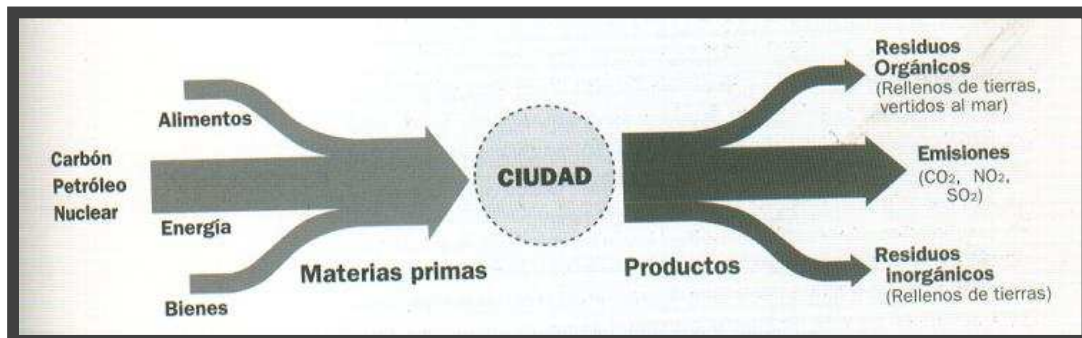 Alimentos
Carbón
Petróleo
Nuclear
Energía
Bienes
Materias primas
CIUDAD
Productos
Residuos
Orgánicos
(Rellenos de tierras,
vertidos al mar)
Emisiones
(CO₂, NO₂,
SO₂)
Residuos
inorgánicos
(Rellenos de tierras)